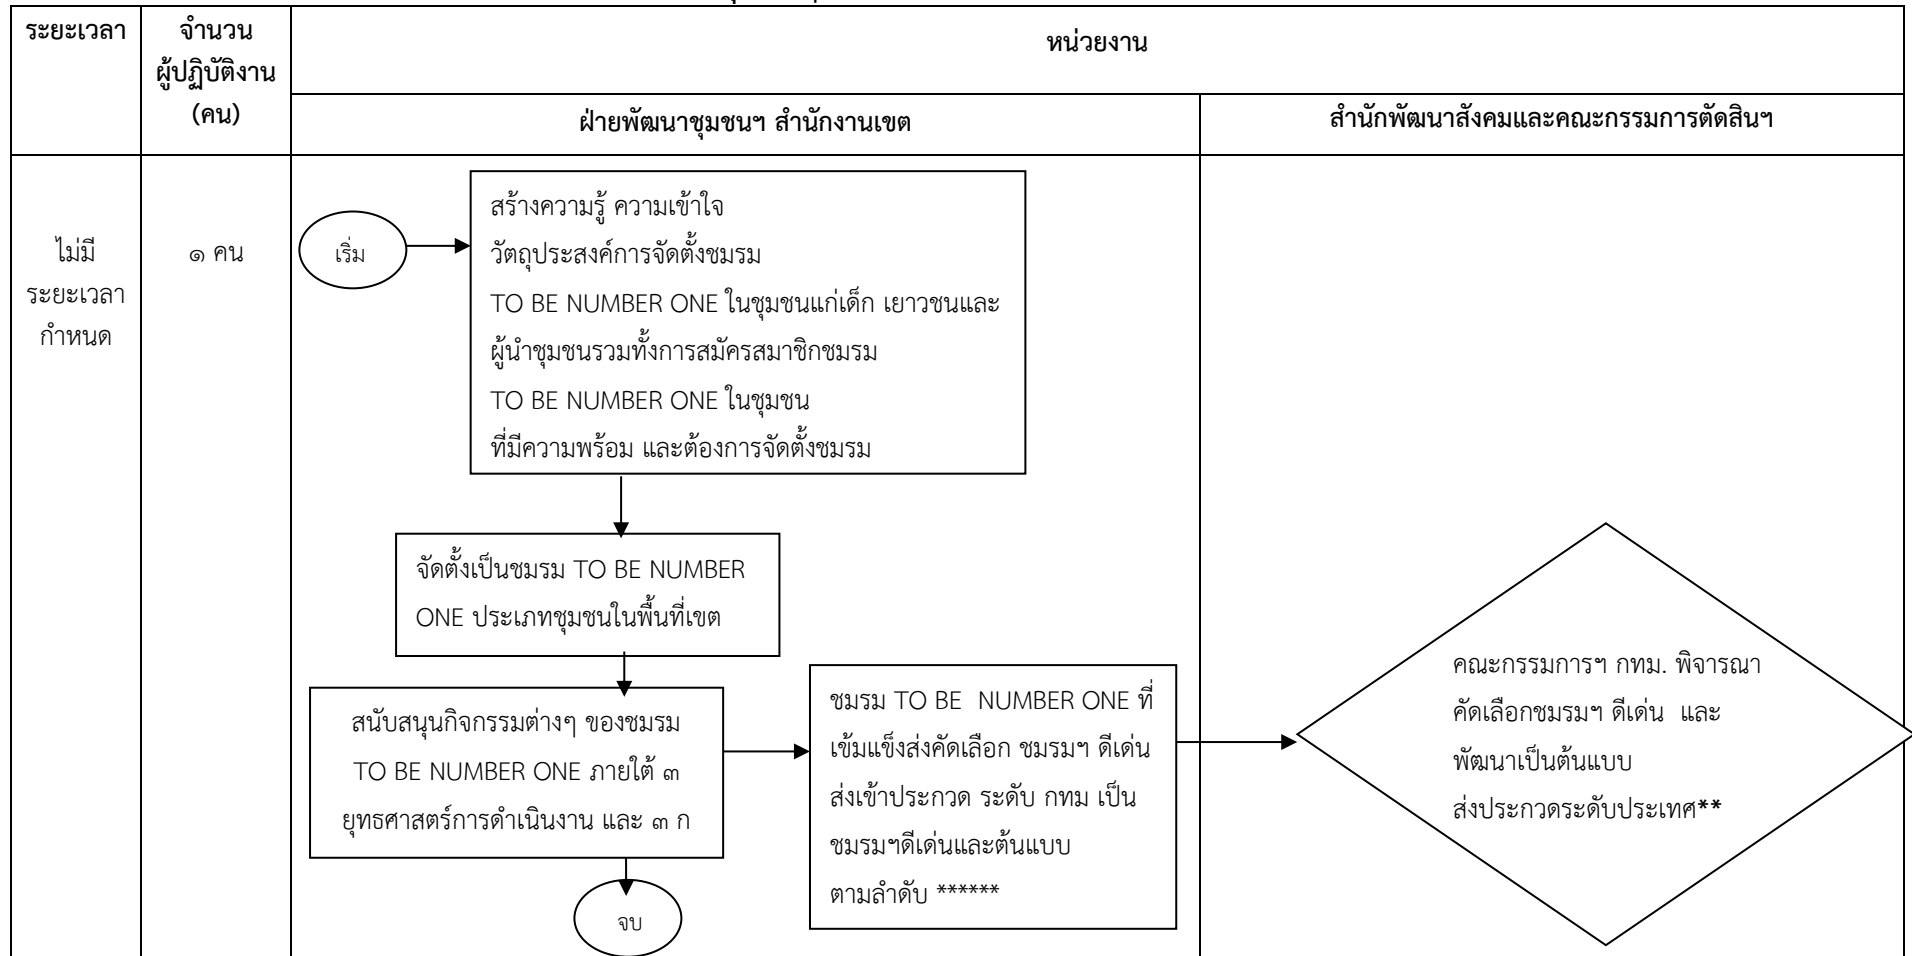 ระยะเวลา
จำนวน
ผู้ปฏิบัติงาน
(คน)
หน่วยงาน
ฝ่ายพัฒนาชุมชนฯ สำนักงานเขต
สำนักพัฒนาสังคมและคณะกรรมการตัดสินฯ
ไม่มี
ระยะเวลา
กำหนด
๑ คน
เริ่ม
สร้างความรู้ ความเข้าใจ
วัตถุประสงค์การจัดตั้งชมรม
TO BE NUMBER ONE ในชุมชนแก่เด็ก เยาวชนและ
ผู้นำชุมชนรวมทั้งการสมัครสมาชิกชมรม
TO BE NUMBER ONE ในชุมชน
ที่มีความพร้อม และต้องการจัดตั้งชมรม
จัดตั้งเป็นชมรม TO BE NUMBER
ONE ประเภทชุมชนในพื้นที่เขต
สนับสนุนกิจกรรมต่างๆ ของชมรม
TO BE NUMBER ONE ภายใต้ ๓
ยุทธศาสตร์การดำเนินงาน และ ๓ ก
จบ
ชมรม TO BE  NUMBER ONE ที่
เข้มแข็งส่งคัดเลือก ชมรมฯ ดีเด่น
ส่งเข้าประกวด ระดับ กทม เป็น
ชมรมฯดีเด่นและต้นแบบ
ตามลำดับ ******
คณะกรรมการฯ กทม. พิจารณา
คัดเลือกชมรมฯ ดีเด่น  และ
พัฒนาเป็นต้นแบบ
ส่งประกวดระดับประเทศ**